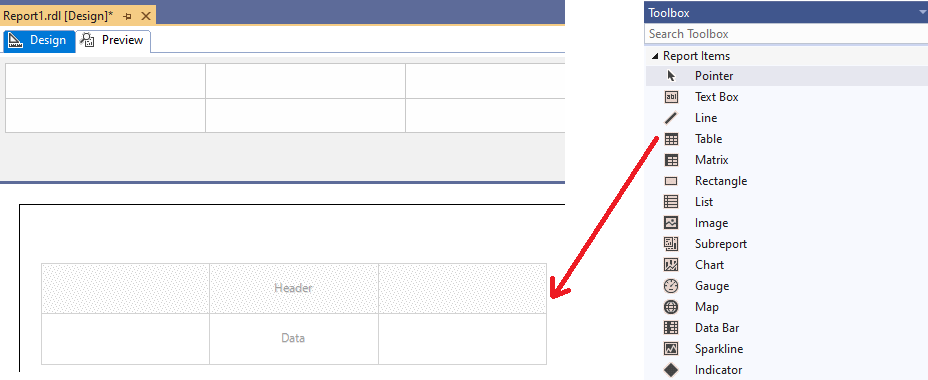 Report1.rdl [Design]*
Design
Preview
Header
Data
Toolbox
Search Toolbox
Report Items
Pointer
abl
Text Box
Line
Table
Matrix
Rectangle
List
Image
Subreport
Chart
Gauge
Map
Data Bar
Sparkline
Indicator